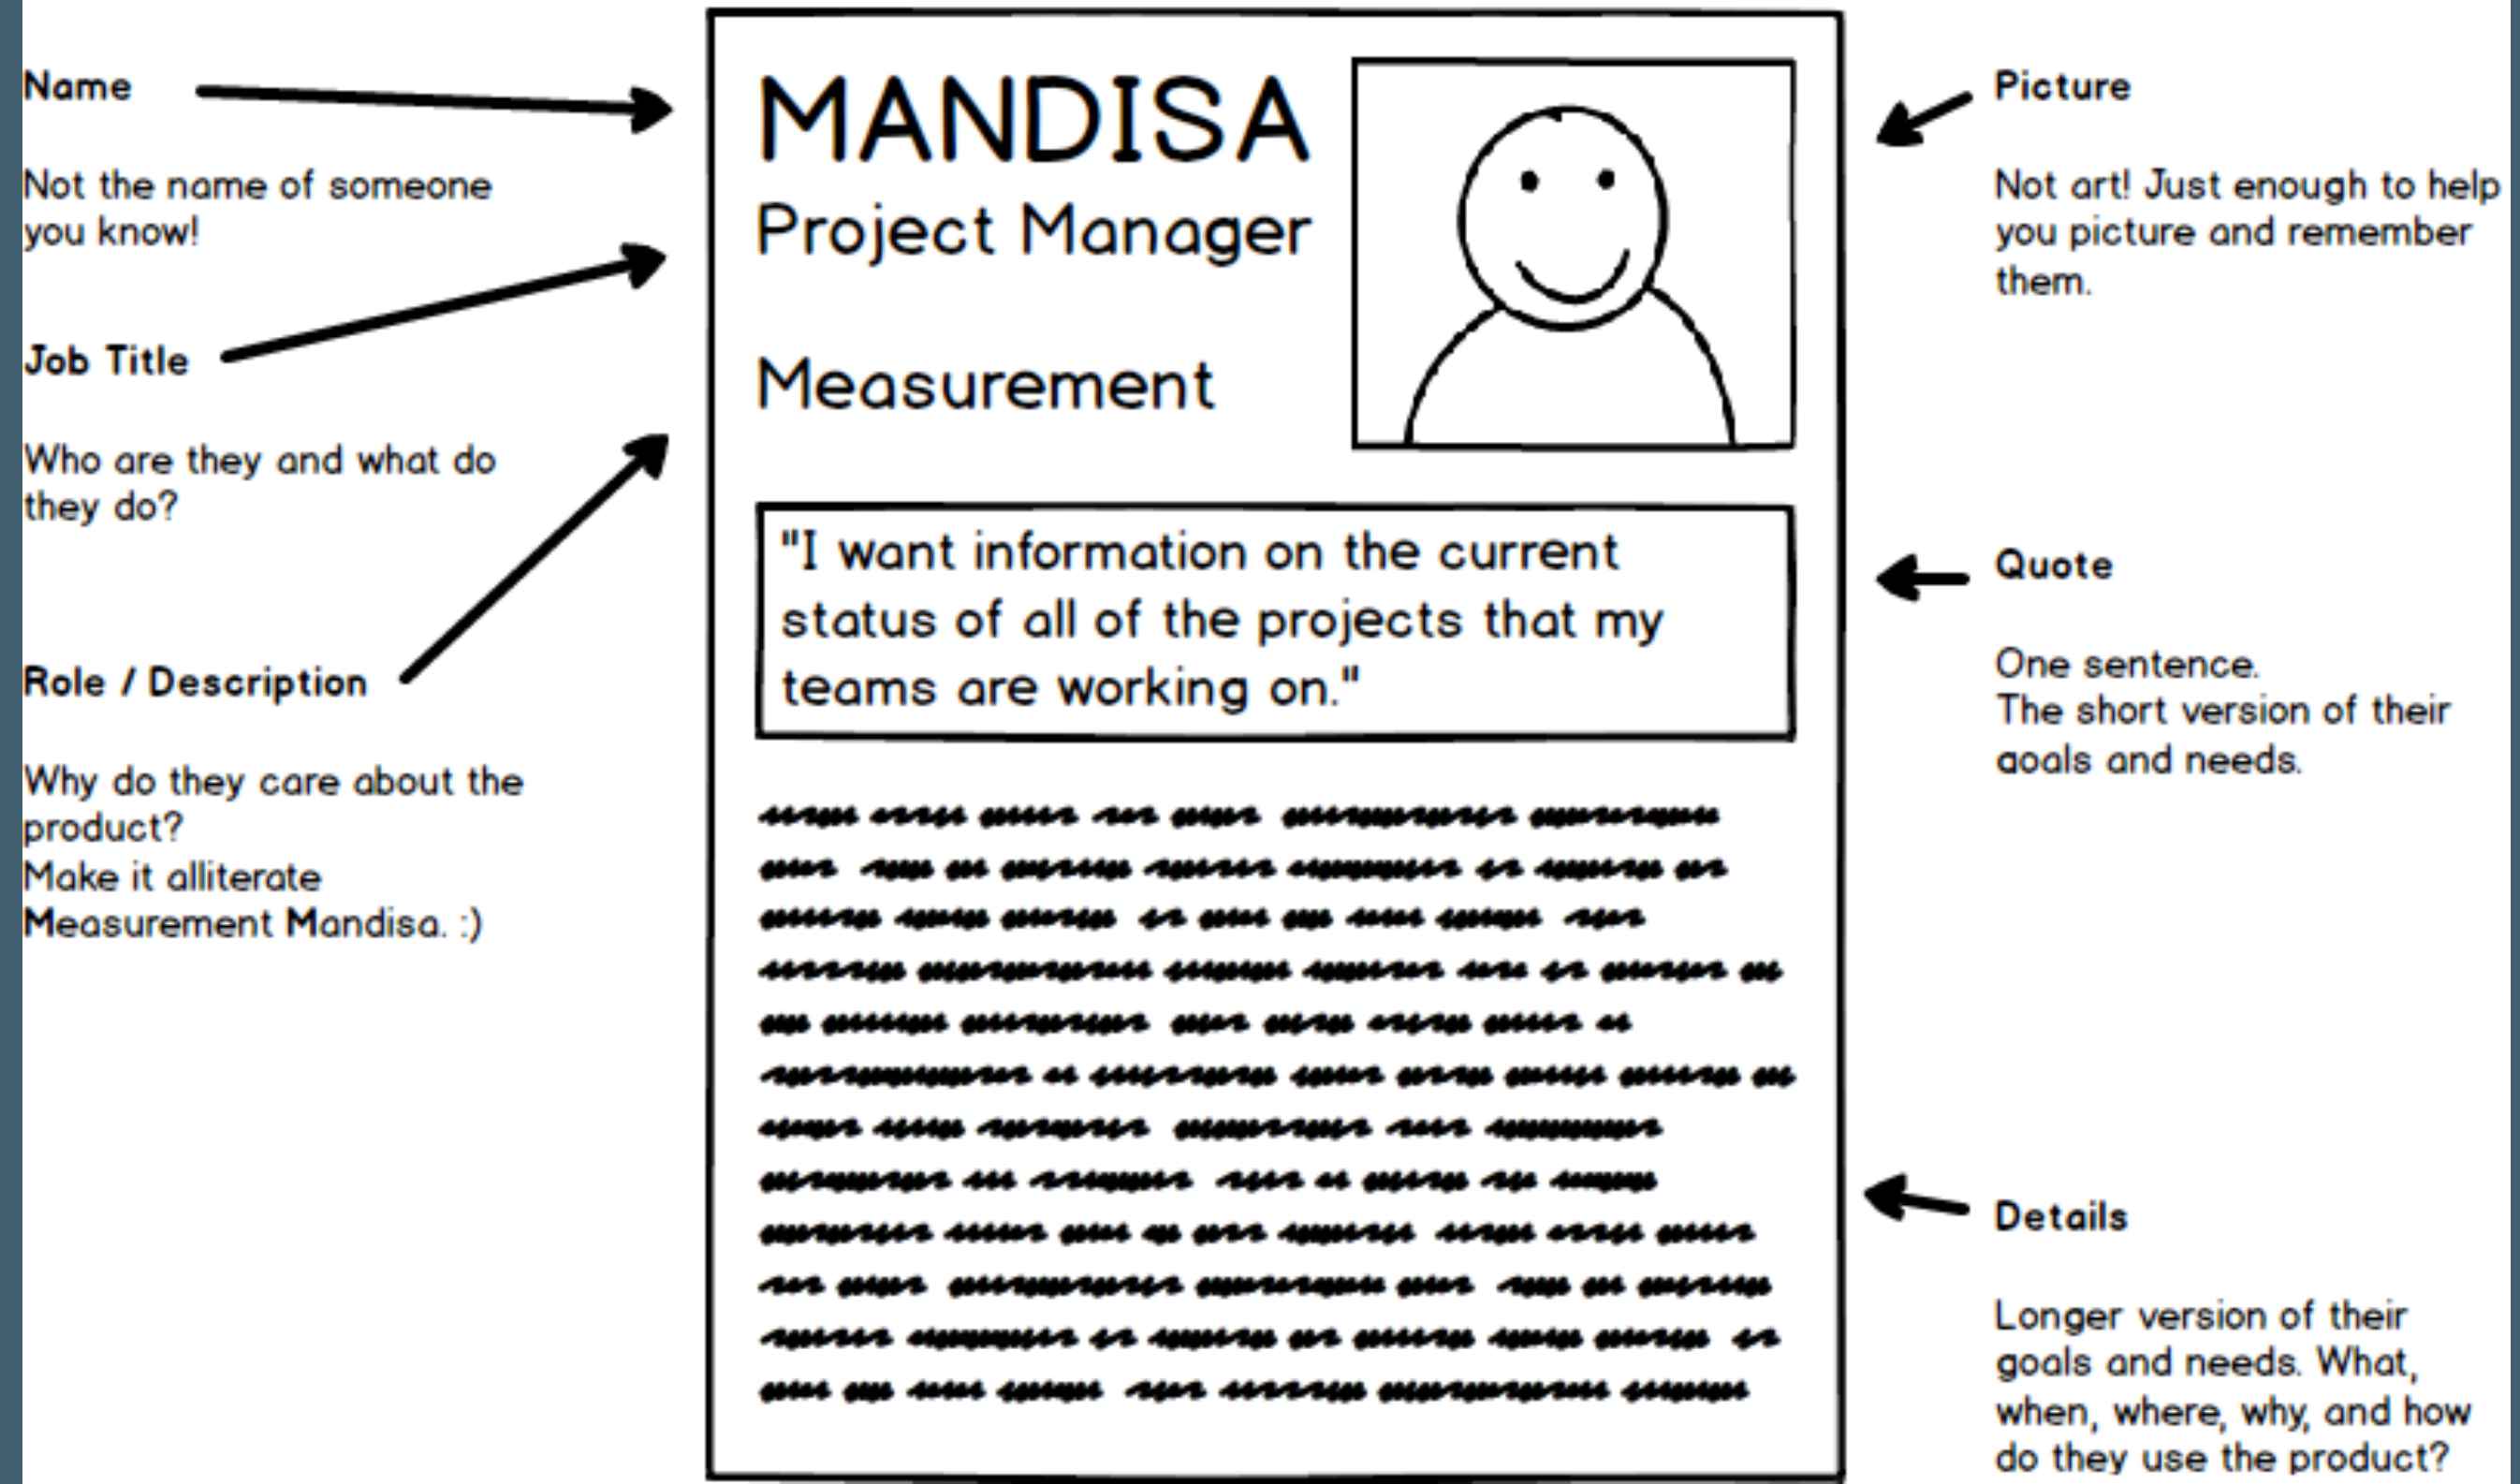 Name
Not the name of someone
you know!
Job Title
Who are they and what do
they do?
Role / Description
Why do they care about the
product?
Make it alliterate
Measurement Mandisa. :)
MANDISA
Project Manager
Measurement
"I want information on the current
status of all of the projects that my
teams are working on."
Picture
Not art! Just enough to help
you picture and remember
them.
Quote
One sentence.
The short version of their
goals and needs.
Details
Longer version of their
goals and needs. What,
when, where, why, and how
do they use the product?